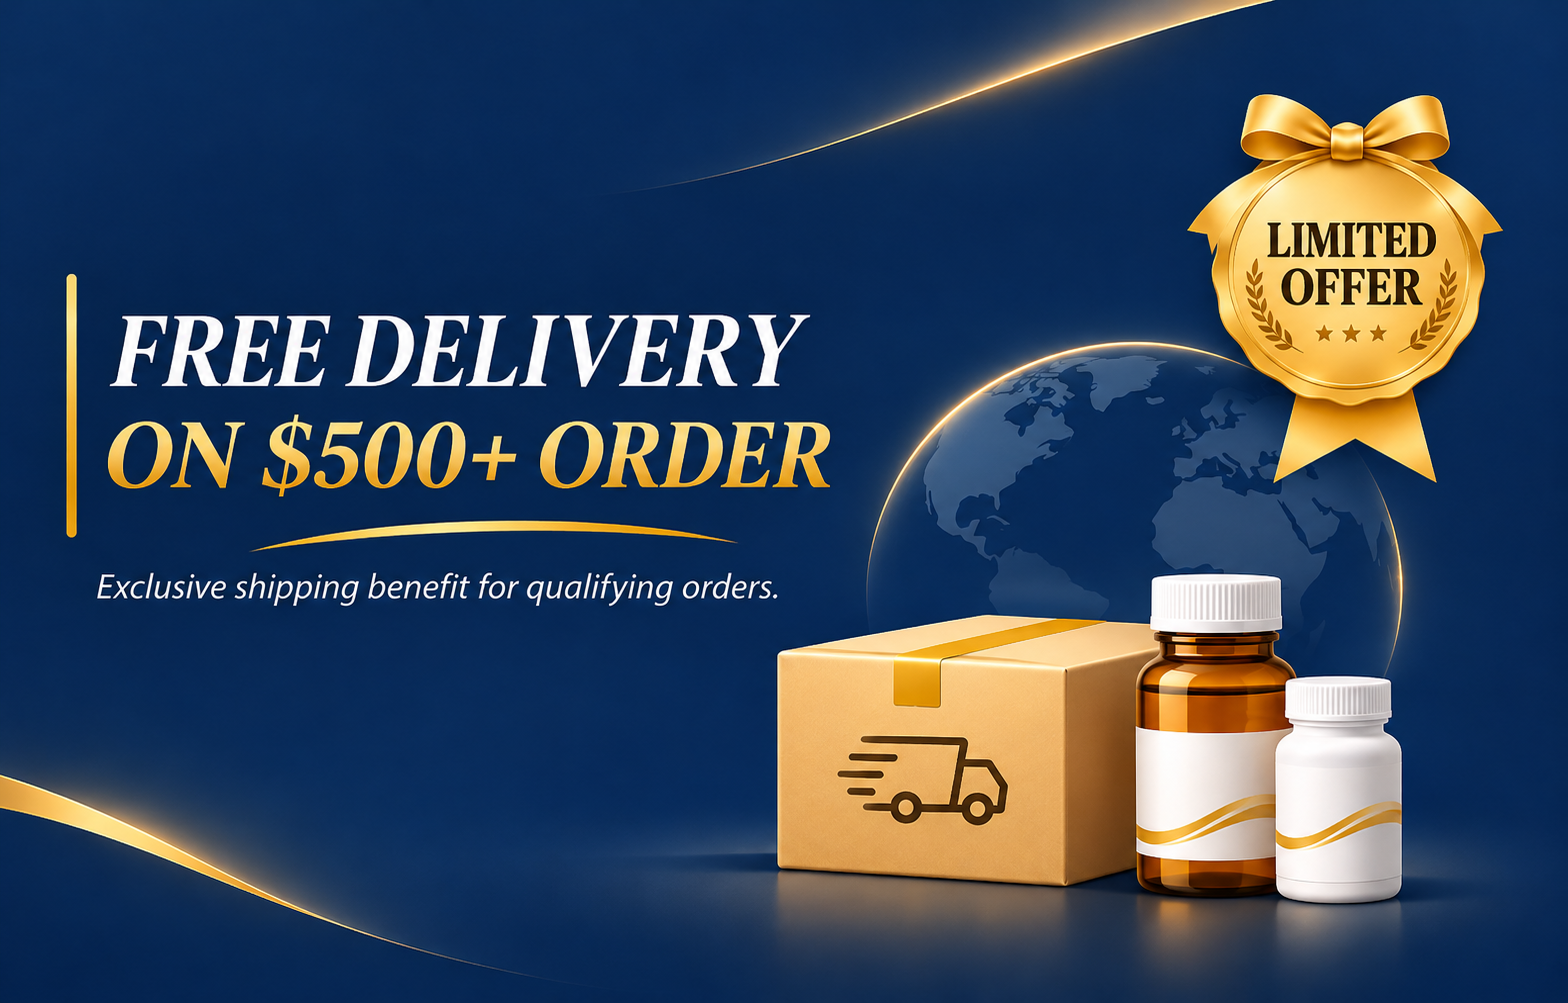 FREE DELIVERY
ON $500+ ORDER
Exclusive shipping benefit for qualifying orders.
LIMITED
OFFER